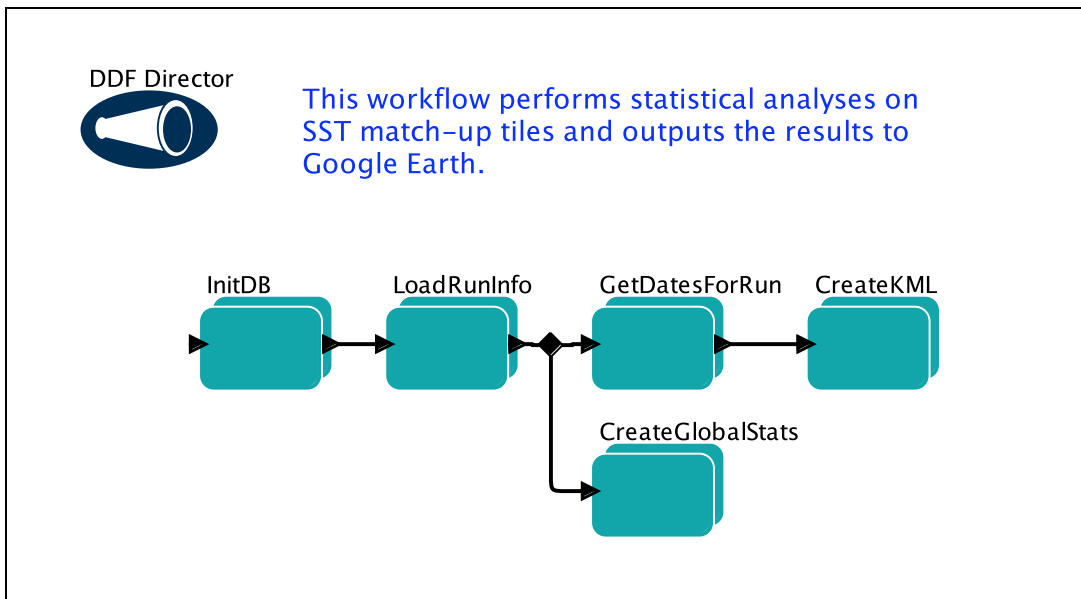 DDF Director
This workflow performs statistical analyses on
SST match-up tiles and outputs the results to
Google Earth.
InitDB
LoadRunInfo
GetDatesForRun
CreateKML
CreateGlobalStats